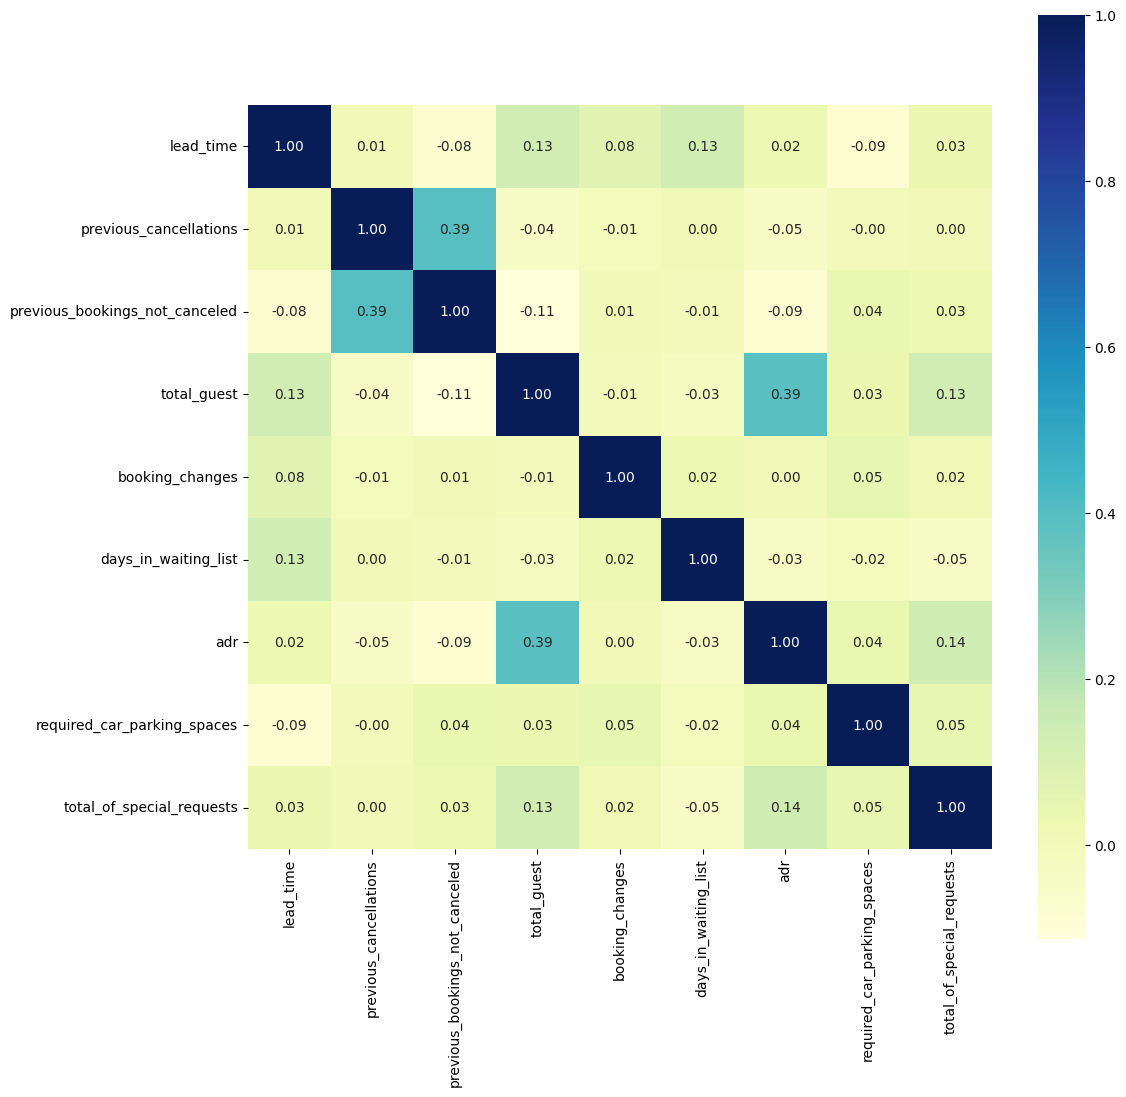 1.0
lead_time 1.00 0.01 -0.08 0.13 0.08 0.13 0.02 -0.09 0.03
0.8
previous_cancellations 0.01 1.00 0.39 -0.04 -0.01 0.00 -0.05 -0.00 0.00
previous_bookings_not_canceled -0.08 0.39 1.00 -0.11 0.01 -0.01 -0.09 0.04 0.03
0.6
total_guest 0.13 -0.04 -0.11 1.00 -0.01 -0.03 0.39 0.03 0.13
booking_changes 0.08 -0.01 0.01 -0.01 1.00 0.02 0.00 0.05 0.02
0.4
days_in_waiting_list 0.13 0.00 -0.01 -0.03 0.02 1.00 -0.03 -0.02 -0.05
adr 0.02 -0.05 -0.09 0.39 0.00 -0.03 1.00 0.04 0.14
0.2
required_car_parking_spaces -0.09 -0.00 0.04 0.03 0.05 -0.02 0.04 1.00 0.05
total_of_special_requests 0.03 0.00 0.03 0.13 0.02 -0.05 0.14 0.05 1.00
0.0
lead_time
previous_cancellations
previous_bookings_not_canceled
total_guest
booking_changes
days_in_waiting_list
adr
required_car_parking_spaces
total_of_special_requests